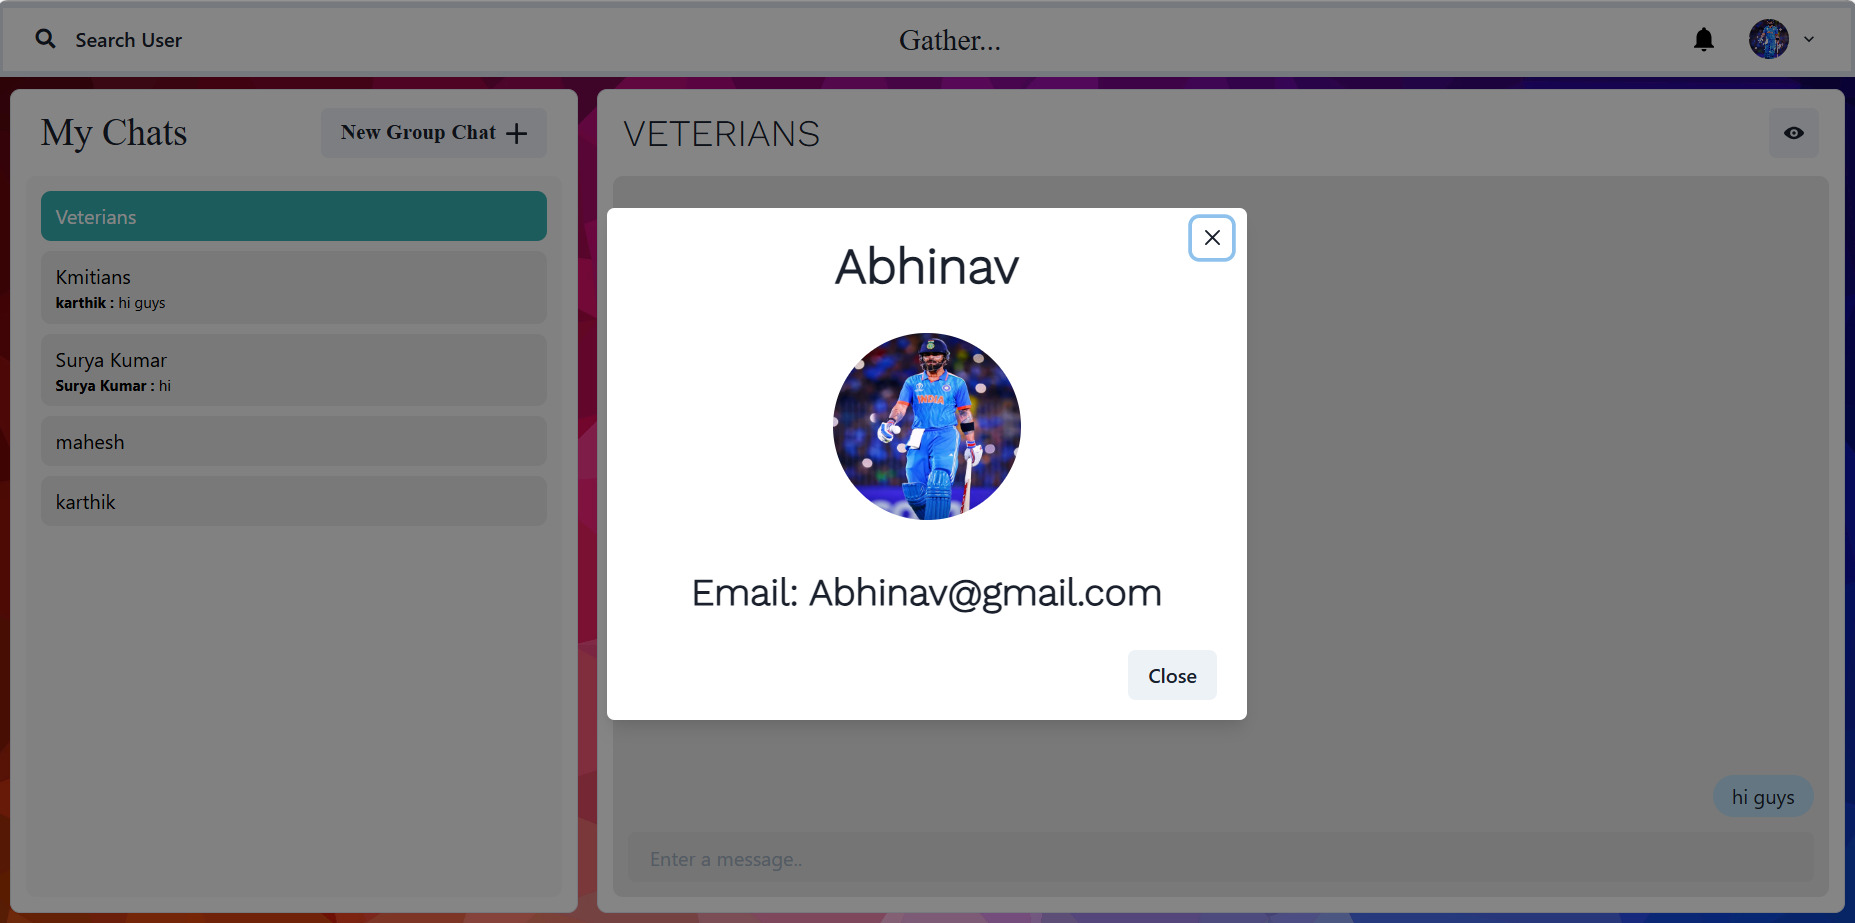 Search User
Gather...
My Chats
New Group Chat
Veterians
Kmitians
karthik : hi guys
Surya Kumar
Surya Kumar : hi
mahesh
karthik
VETERIANS
Abhinav
Email: Abhinav@gmail.com
Close
hi guys
Enter a message..